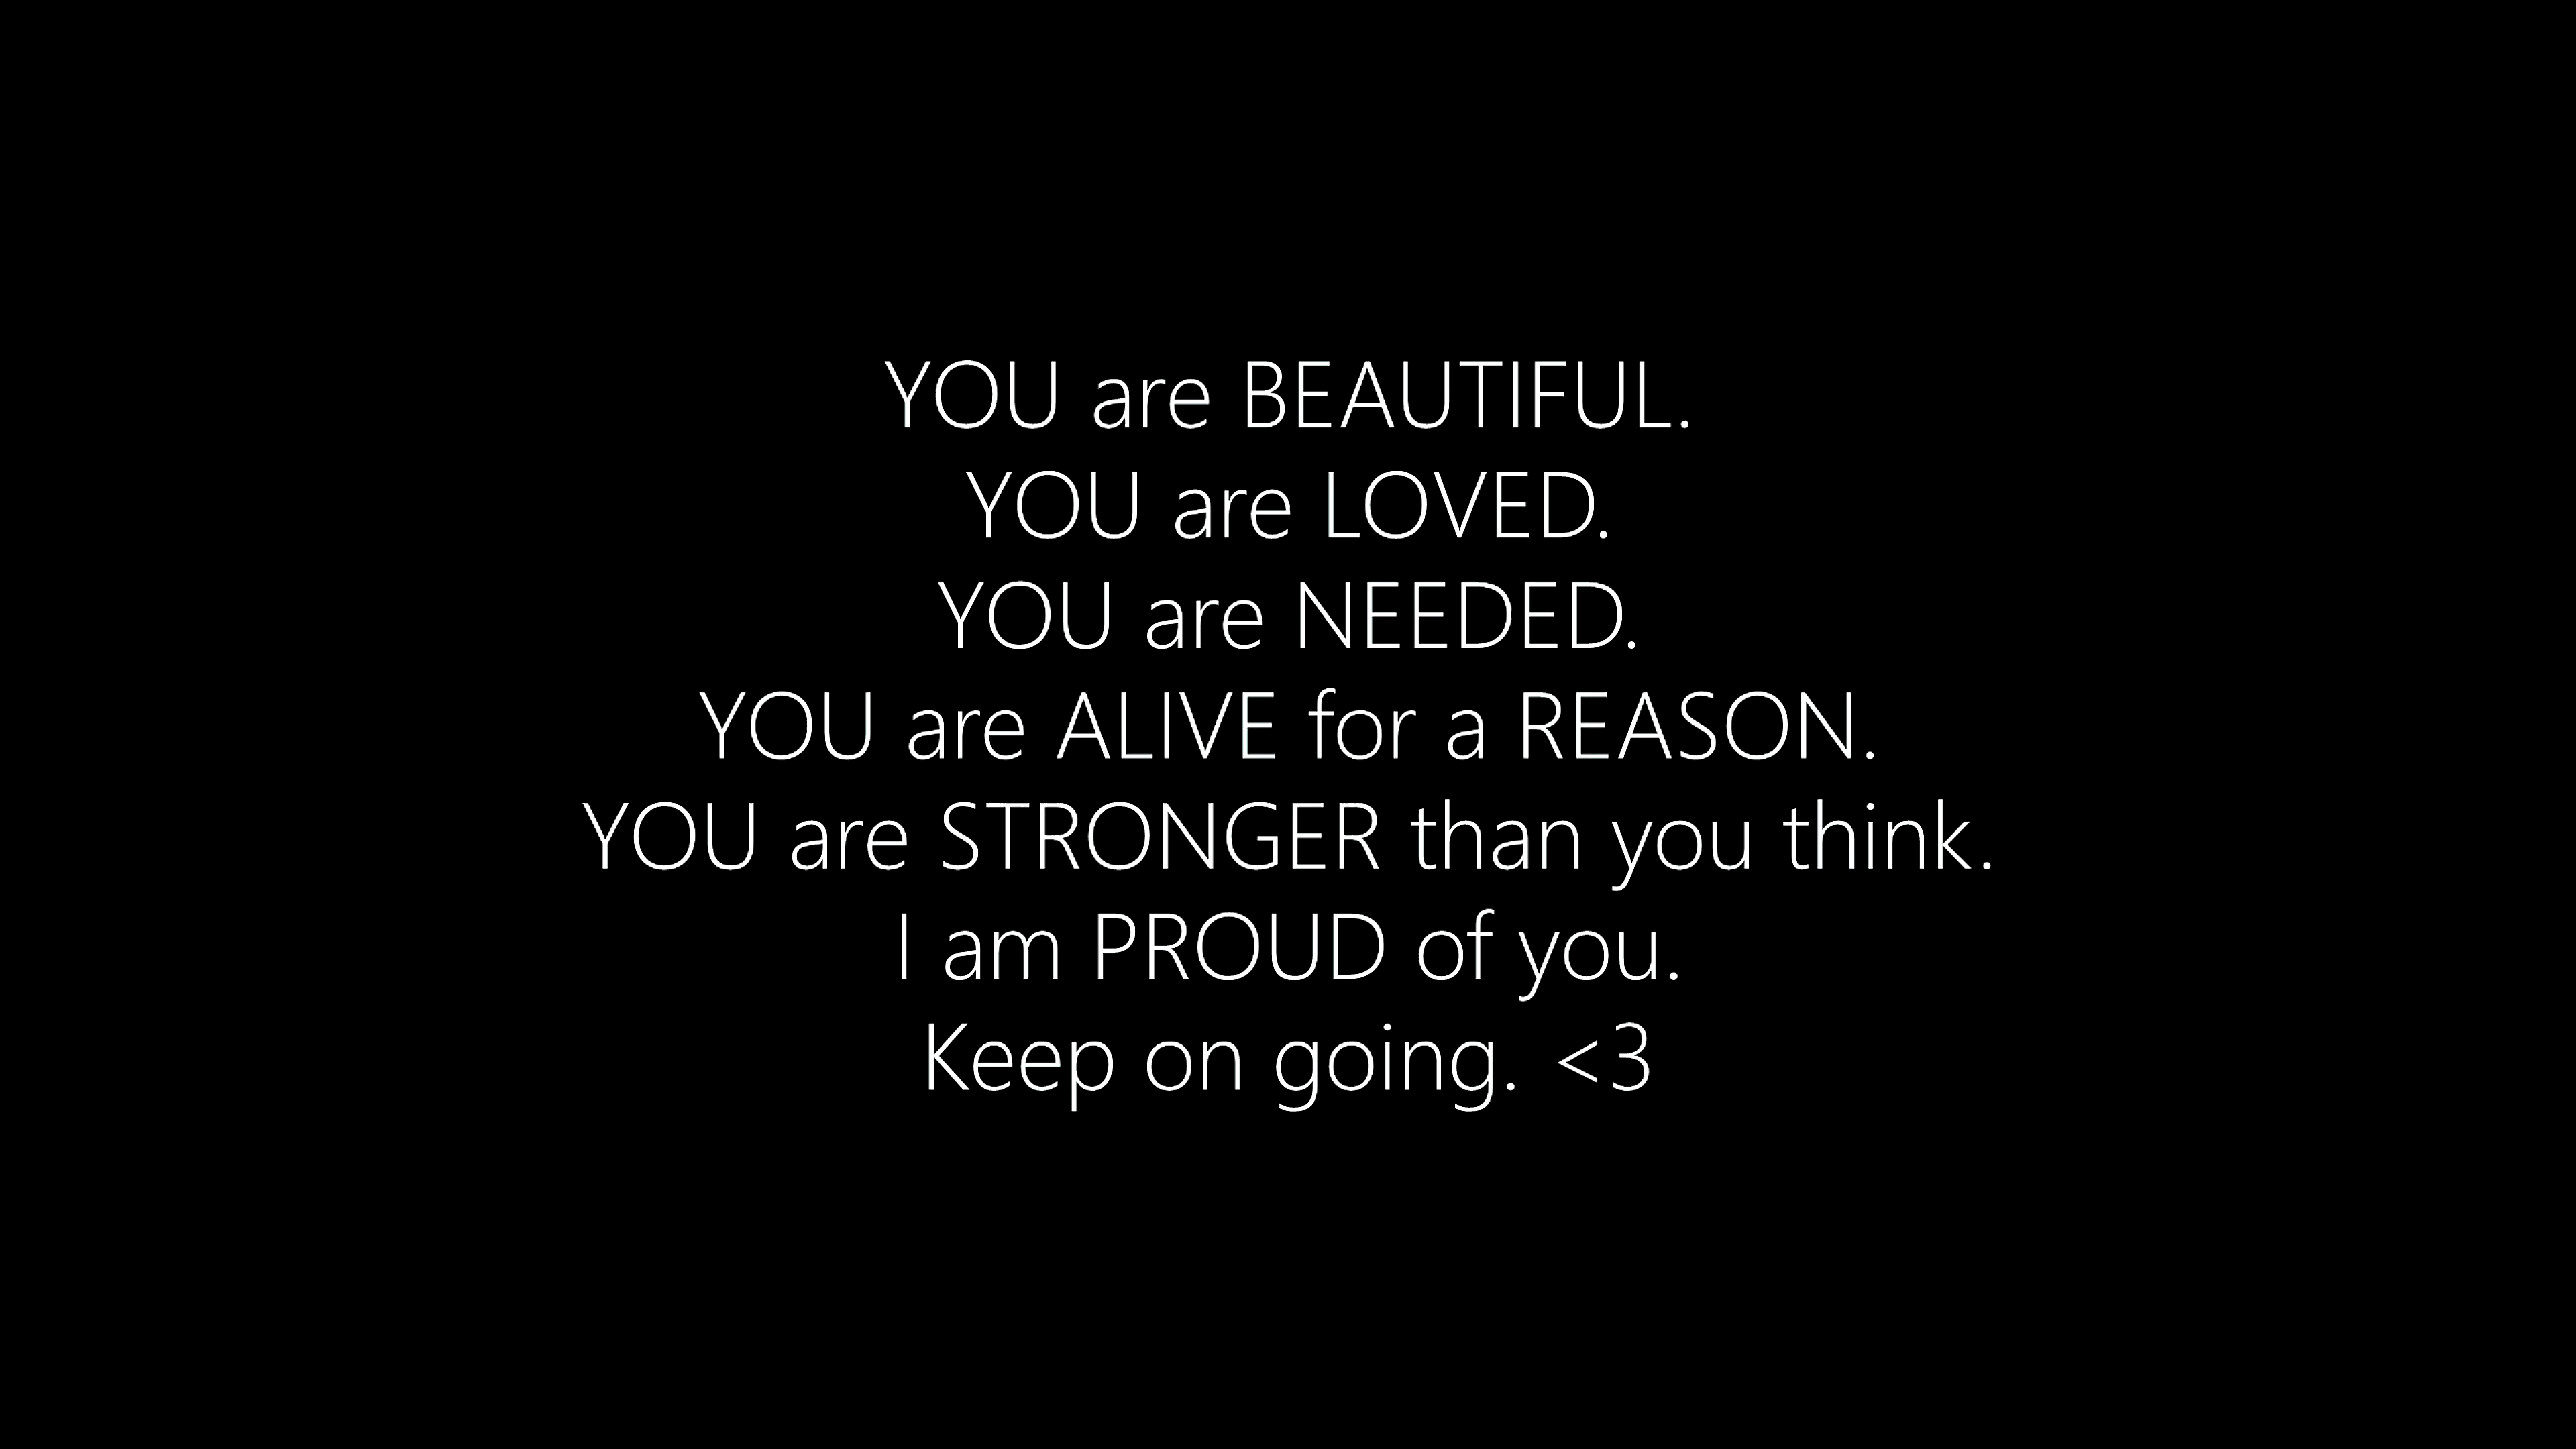 YOU are BEAUTIFUL.
YOU are LOVED.
YOU are NEEDED.
YOU are ALIVE for a REASON.
YOU are STRONGER than you think.
I am PROUD of you.
Keep on going. <3